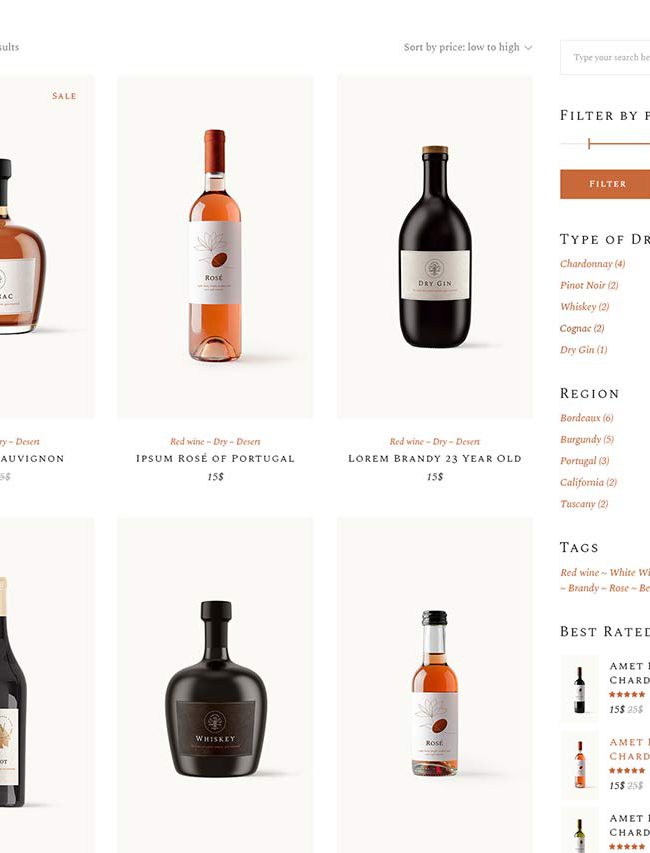 sults
Sort by price: low to high
Type your search he
SALE
FILTER BY P
FILTER
ROSÉ
DRY GIN
AC
TYPE OF DR
Chardonnay (4)
Pinot Noir (2)
Whiskey (2)
Cognac (2)
Dry Gin (1)
REGION
Bordeaux (6)
Burgundy (5)
Portugal (3)
California (2)
Tuscany (2)
ry ~ Desert
AUVIGNON
5$
Red wine ~ Dry ~ Desert
IPSUM ROSÉ OF PORTUGAL
15$
Red wine ~ Dry ~ Desert
LOREM BRANDY 23 YEAR OLD
15$
TAGS
Red wine ~ White Wi
~ Brandy ~ Rose ~ Be
BEST RATED
AMET
CHARD
15$ 25$
AMET
CHARD
15$ 25$
AMET
CHARD
OT
WHISKEY
ROSÉ